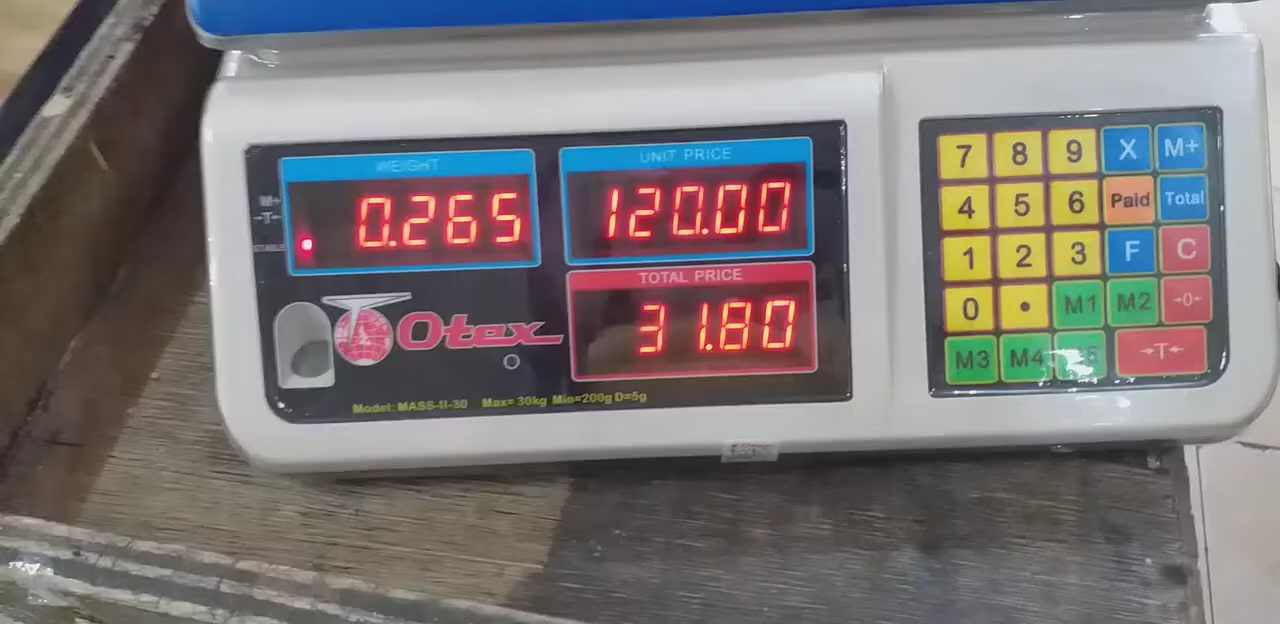 WEIGHT
0.265
UNIT PRICE
120.00
TOTAL PRICE
31.80
M+
→T←
Otex
Model: MASS-II-30 Max= 30kg Min=200g D=5g
7 8 9 X M+
4 5 6 Paid Total
1 2 3 F C
0 • M1 M2 →0←
M3 M4 →T←